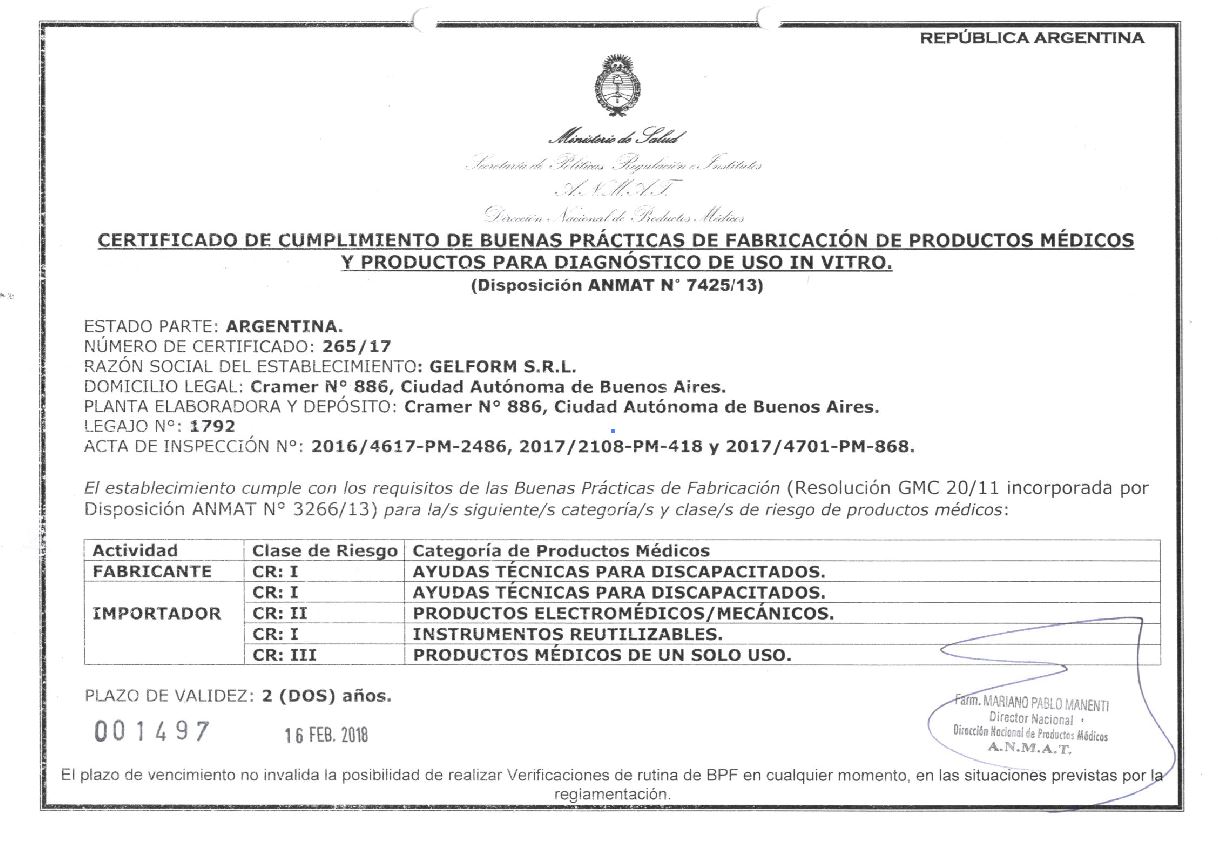 REPÚBLICA ARGENTINA
Ministerio de Salud
Secretaría de Políticas, Regulación e Institutos
A.N.M.A.T.
Dirección Nacional de Productos Médicos
CERTIFICADO DE CUMPLIMIENTO DE BUENAS PRÁCTICAS DE FABRICACIÓN DE PRODUCTOS MÉDICOS
Y PRODUCTOS PARA DIAGNÓSTICO DE USO IN VITRO.
(Disposición ANMAT N° 7425/13)
ESTADO PARTE: ARGENTINA.
NÚMERO DE CERTIFICADO: 265/17
RAZÓN SOCIAL DEL ESTABLECIMIENTO: GELFORM S.R.L.
DOMICILIO LEGAL: Cramer Nº 886, Ciudad Autónoma de Buenos Aires.
PLANTA ELABORADORA Y DEPÓSITO: Cramer Nº 886, Ciudad Autónoma de Buenos Aires.
LEGAJO Nº: 1792
ACTA DE INSPECCIÓN Nº: 2016/4617-PM-2486, 2017/2108-PM-418 y 2017/4701-PM-868.
El establecimiento cumple con los requisitos de las Buenas Prácticas de Fabricación (Resolución GMC 20/11 incorporada por
Disposición ANMAT Nº 3266/13) para la/s siguiente/s categoría/s y clase/s de riesgo de productos médicos:
Actividad Clase de Riesgo Categoría de Productos Médicos
FABRICANTE CR: I AYUDAS TÉCNICAS PARA DISCAPACITADOS.
IMPORTADOR CR: I AYUDAS TÉCNICAS PARA DISCAPACITADOS.
CR: II PRODUCTOS ELECTROMÉDICOS/MECÁNICOS.
CR: I INSTRUMENTOS REUTILIZABLES.
CR: III PRODUCTOS MÉDICOS DE UN SOLO USO.
PLAZO DE VALIDEZ: 2 (DOS) años.
001497 16 FEB. 2018
Farm. MARIANO PABLO MANENTI
Director Nacional
Dirección Nacional de Productos Médicos
A.N.M.A.T.
El plazo de vencimiento no invalida la posibilidad de realizar Verificaciones de rutina de BPF en cualquier momento, en las situaciones previstas por la
reglamentación.